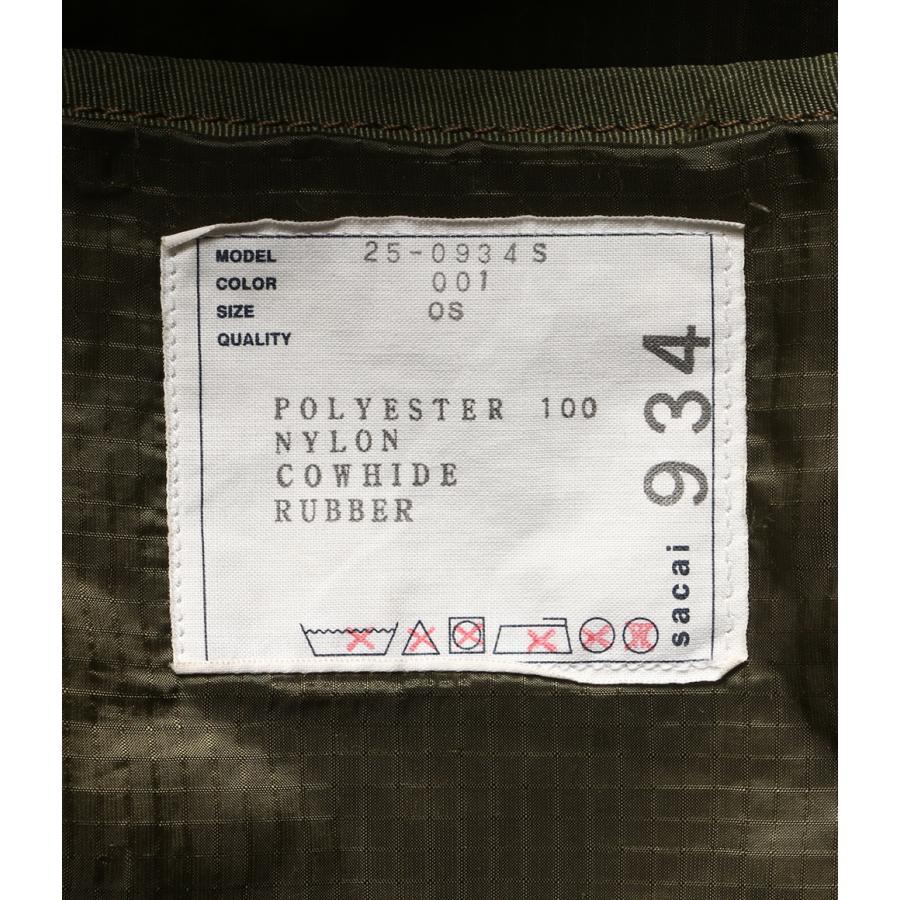 MODEL 25-0934S
COLOR 001
SIZE OS
QUALITY
POLYESTER 100
NYLON
COWHIDE
RUBBER
sacai 934